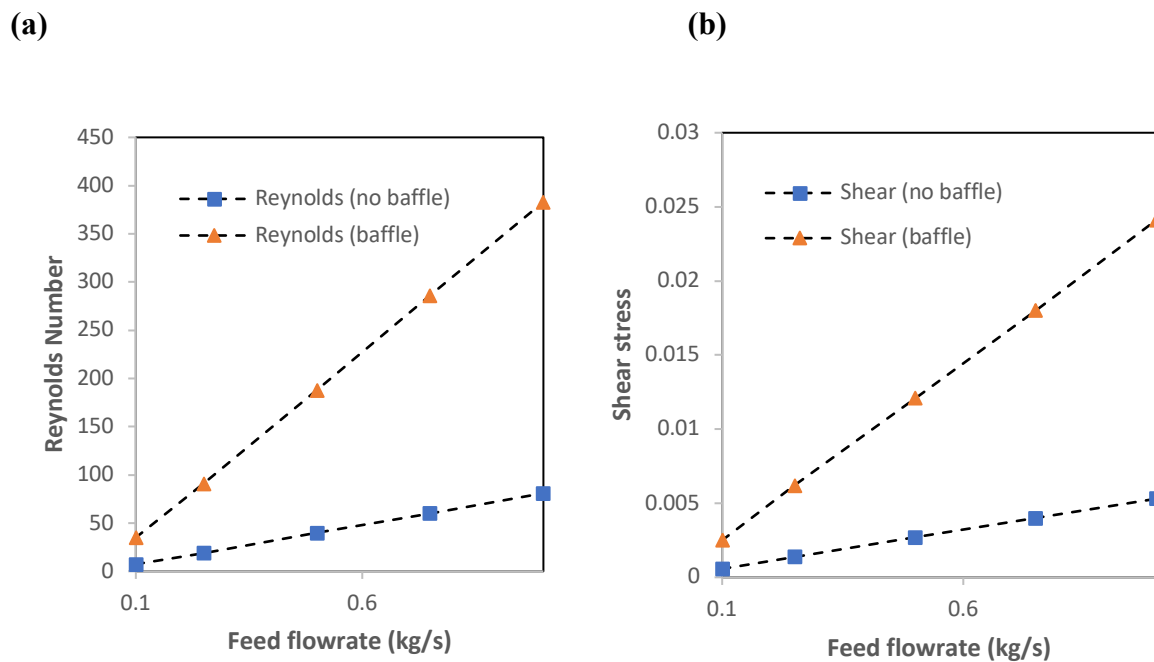 (a)
450
400
350
300
250
200
150
100
50
0
Reynolds Number
Reynolds (no baffle)
Reynolds (baffle)
0.1
0.6
Feed flowrate (kg/s)
(b)
0.03
0.025
0.02
0.015
0.01
0.005
0
Shear stress
Shear (no baffle)
Shear (baffle)
0.1
0.6
Feed flowrate (kg/s)